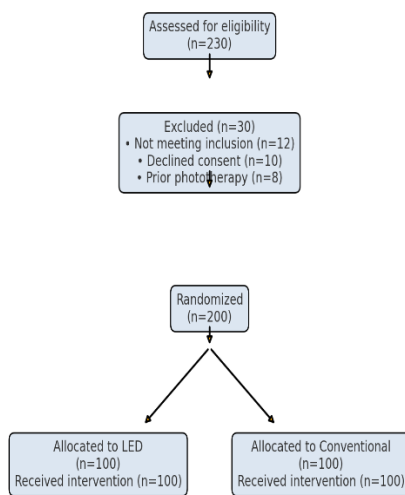 Assessed for eligibility
(n=230)
Excluded (n=30)
• Not meeting inclusion (n=12)
• Declined consent (n=10)
• Prior phototherapy (n=8)
Randomized
(n=200)
Allocated to LED
(n=100)
Received intervention (n=100)
Allocated to Conventional
(n=100)
Received intervention (n=100)